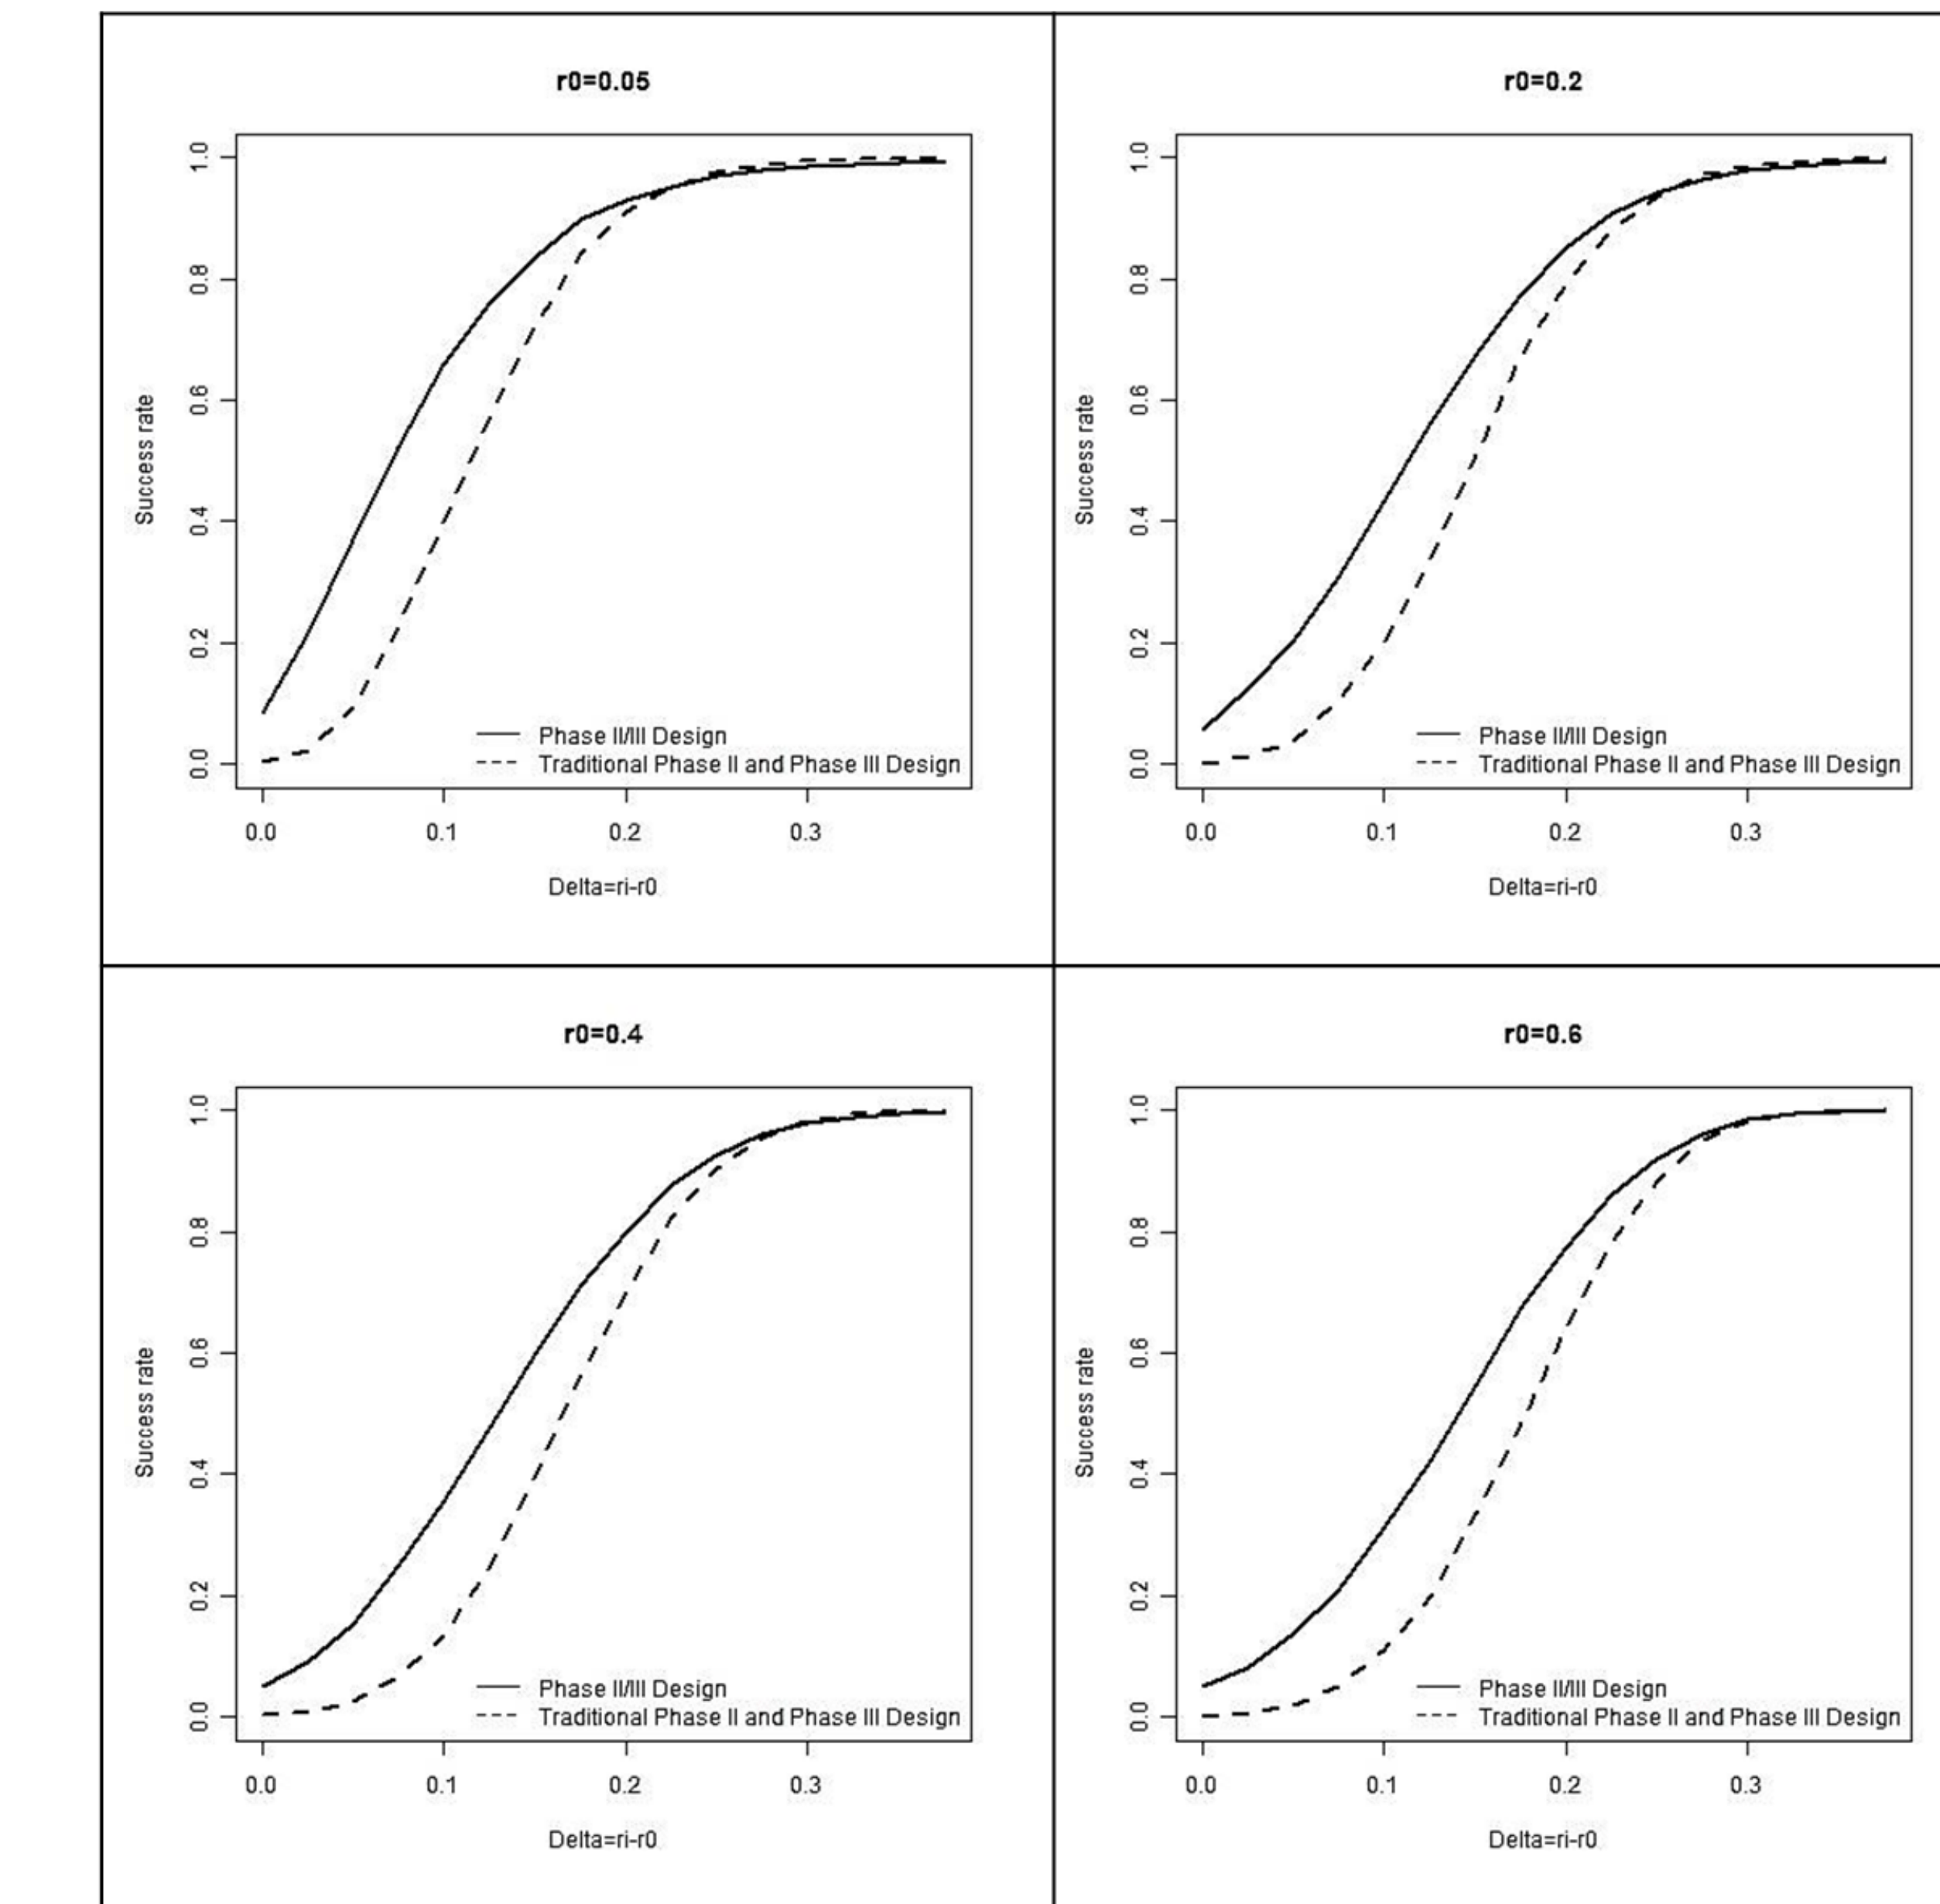 r0=0.05
1.0
0.8
0.6
0.4
0.2
0.0
Success rate
Phase II/III Design
Traditional Phase II and Phase III Design
0.0 0.1 0.2 0.3
Delta=ri-r0
r0=0.2
1.0
0.8
0.6
0.4
0.2
0.0
Success rate
Phase II/III Design
Traditional Phase II and Phase III Design
0.0 0.1 0.2 0.3
Delta=ri-r0
r0=0.4
1.0
0.8
0.6
0.4
0.2
0.0
Success rate
Phase II/III Design
Traditional Phase II and Phase III Design
0.0 0.1 0.2 0.3
Delta=ri-r0
r0=0.6
1.0
0.8
0.6
0.4
0.2
0.0
Success rate
Phase II/III Design
Traditional Phase II and Phase III Design
0.0 0.1 0.2 0.3
Delta=ri-r0